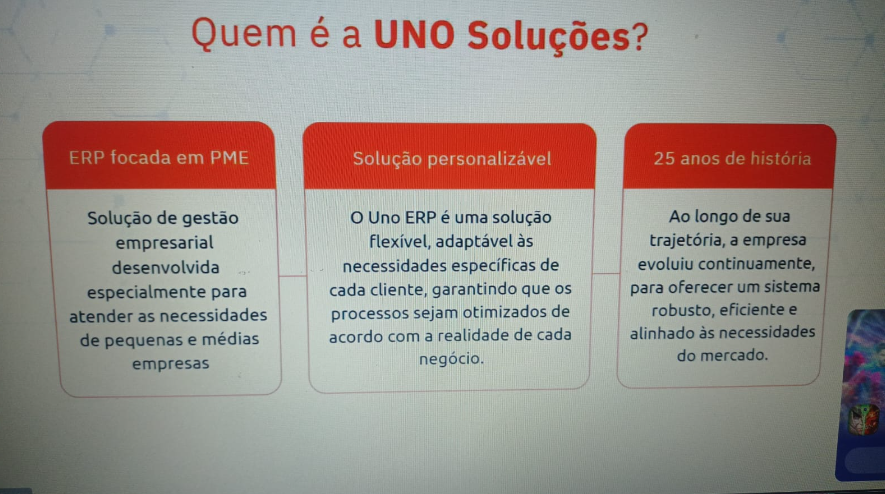 Quem é a UNO Soluções?
ERP focada em PME
Solução de gestão
empresarial
desenvolvida
especialmente para
atender as necessidades
de pequenas e médias
empresas
Solução personalizável
O Uno ERP é uma solução
flexível, adaptável às
necessidades específicas de
cada cliente, garantindo que os
processos sejam otimizados de
acordo com a realidade de cada
negócio.
25 anos de história
Ao longo de sua
trajetória, a empresa
evoluiu continuamente,
para oferecer um sistema
robusto, eficiente e
alinhado às necessidades
do mercado.